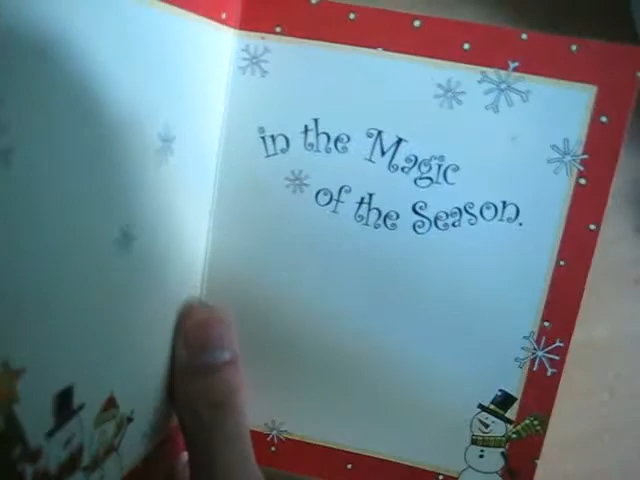 in the Magic
of the Season.